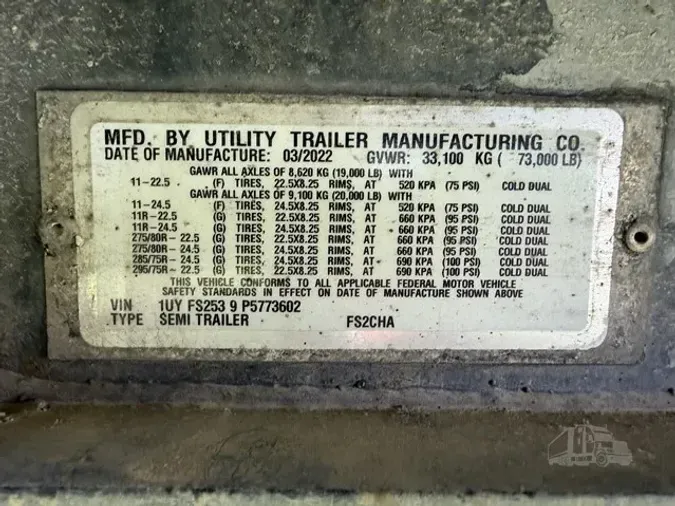 MFD. BY UTILITY TRAILER MANUFACTURING CO.
DATE OF MANUFACTURE: 03/2022 GVWR: 33,100 KG ( 73,000 LB)
GAWR ALL AXLES OF 8,620 KG (19,000 LB) WITH
11-22.5 (F) TIRES, 22.5X8.25 RIMS, AT 520 KPA (75 PSI) COLD DUAL
GAWR ALL AXLES OF 9,100 KG (20,000 LB) WITH
11-24.5 (F) TIRES, 24.5X8.25 RIMS, AT 520 KPA (75 PSI) COLD DUAL
11R-22.5 (G) TIRES, 22.5X8.25 RIMS, AT 660 KPA (95 PSI) COLD DUAL
11R-24.5 (G) TIRES, 24.5X8.25 RIMS, AT 660 KPA (95 PSI) COLD DUAL
275/80R-22.5 (G) TIRES, 22.5X8.25 RIMS, AT 660 KPA (95 PSI) COLD DUAL
275/80R-24.5 (G) TIRES, 24.5X8.25 RIMS, AT 660 KPA (95 PSI) COLD DUAL
285/75R-24.5 (G) TIRES, 24.5X8.25 RIMS, AT 690 KPA (100 PSI) COLD DUAL
295/75R-22.5 (G) TIRES, 22.5X8.25 RIMS, AT 690 KPA (100 PSI) COLD DUAL
THIS VEHICLE CONFORMS TO ALL APPLICABLE FEDERAL MOTOR VEHICLE
SAFETY STANDARDS IN EFFECT ON DATE OF MANUFACTURE SHOWN ABOVE
VIN 1UY FS253 9 P5773602
TYPE SEMI TRAILER FS2CHA